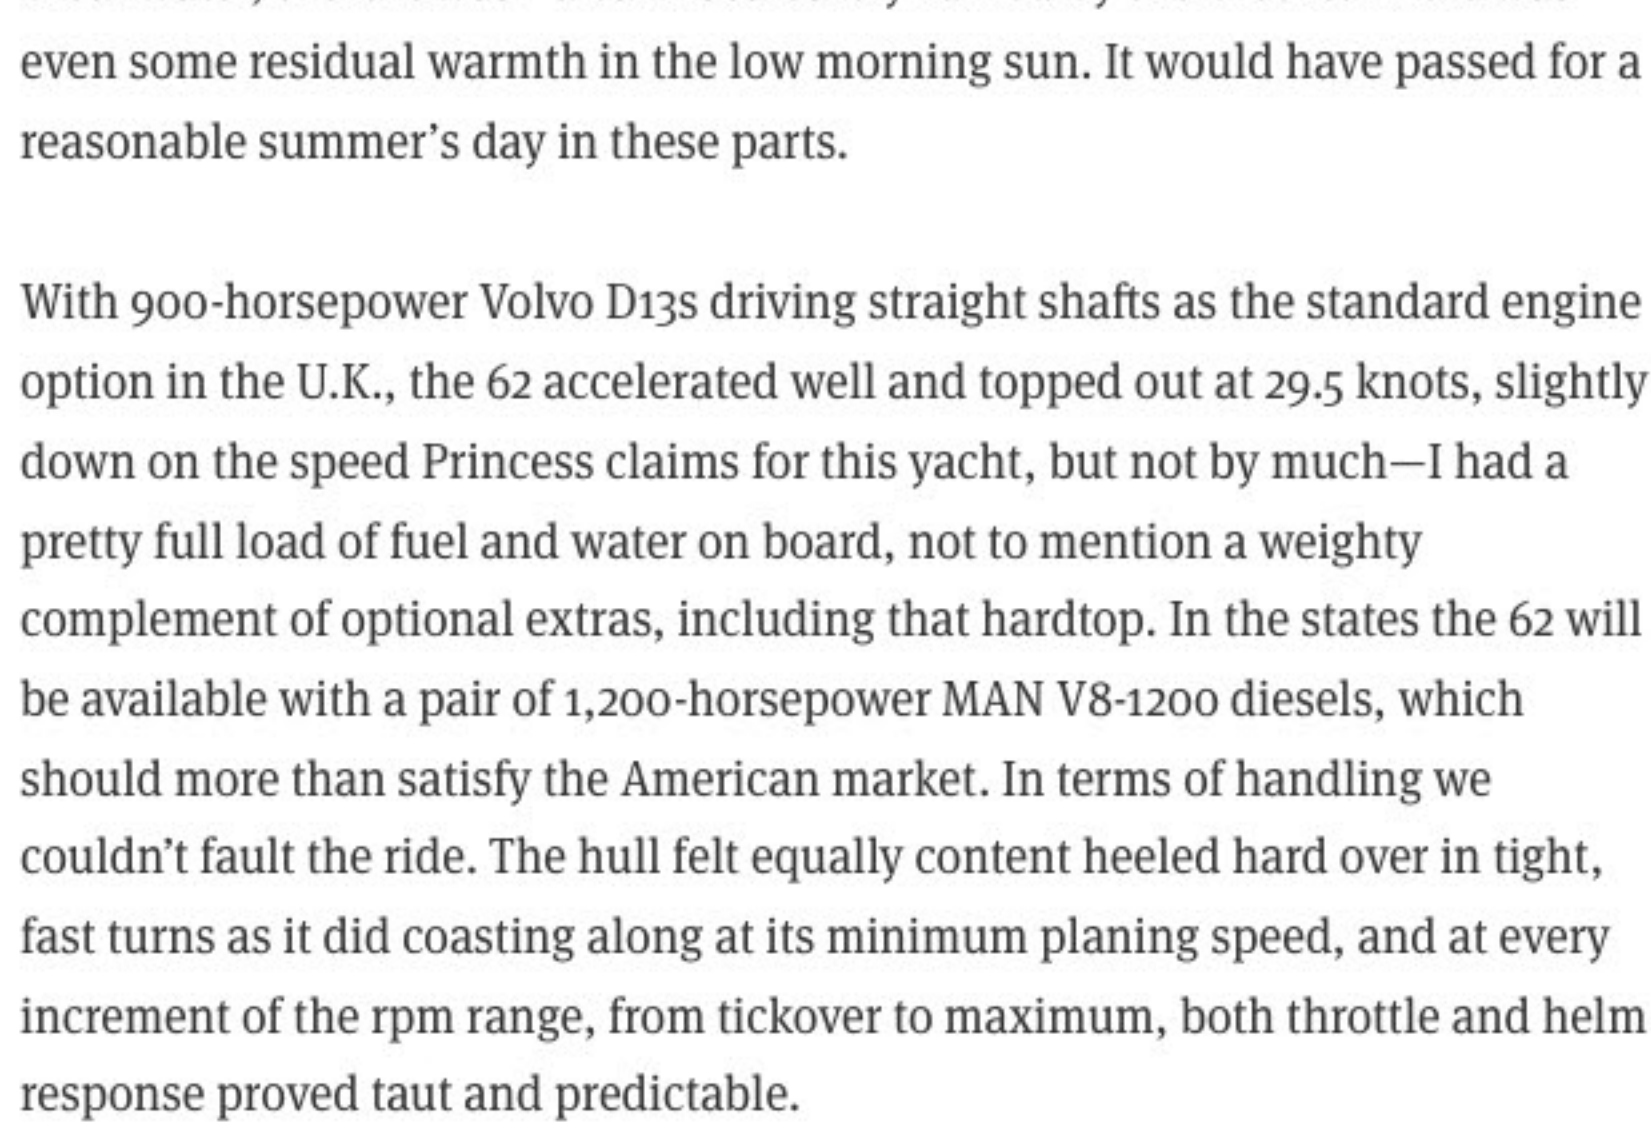 even some residual warmth in the low morning sun. It would have passed for a
reasonable summer’s day in these parts.
With 900-horsepower Volvo D13s driving straight shafts as the standard engine
option in the U.K., the 62 accelerated well and topped out at 29.5 knots, slightly
down on the speed Princess claims for this yacht, but not by much—I had a
pretty full load of fuel and water on board, not to mention a weighty
complement of optional extras, including that hardtop. In the states the 62 will
be available with a pair of 1,200-horsepower MAN V8-1200 diesels, which
should more than satisfy the American market. In terms of handling we
couldn’t fault the ride. The hull felt equally content heeled hard over in tight,
fast turns as it did coasting along at its minimum planing speed, and at every
increment of the rpm range, from tickover to maximum, both throttle and helm
response proved taut and predictable.